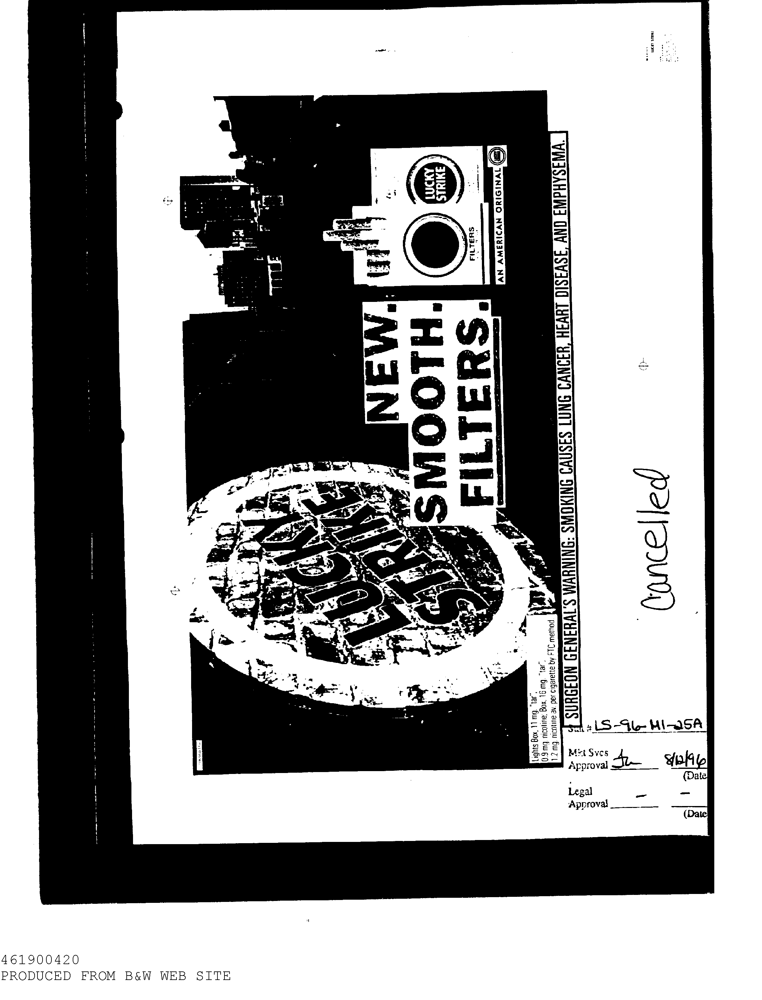 LUCKY
STRIKE
FILTERS
AN AMERICAN ORIGINAL
NEW.
SMOOTH.
FILTERS.
LUCKY
STRIKE
Lights Box, 11 mg. "tar",
0.9 mg. nicotine, Box, 16 mg. "tar",
1.2 mg. nicotine av. per cigarette by FTC method.
SURGEON GENERAL'S WARNING: SMOKING CAUSES LUNG CANCER, HEART DISEASE, AND EMPHYSEMA.
cancelled
LS-96-M1-25A
Mkt Svcs
Approval 8/12/96
(Date
Legal
Approval - -
(Date
461900420
PRODUCED FROM B&W WEB SITE